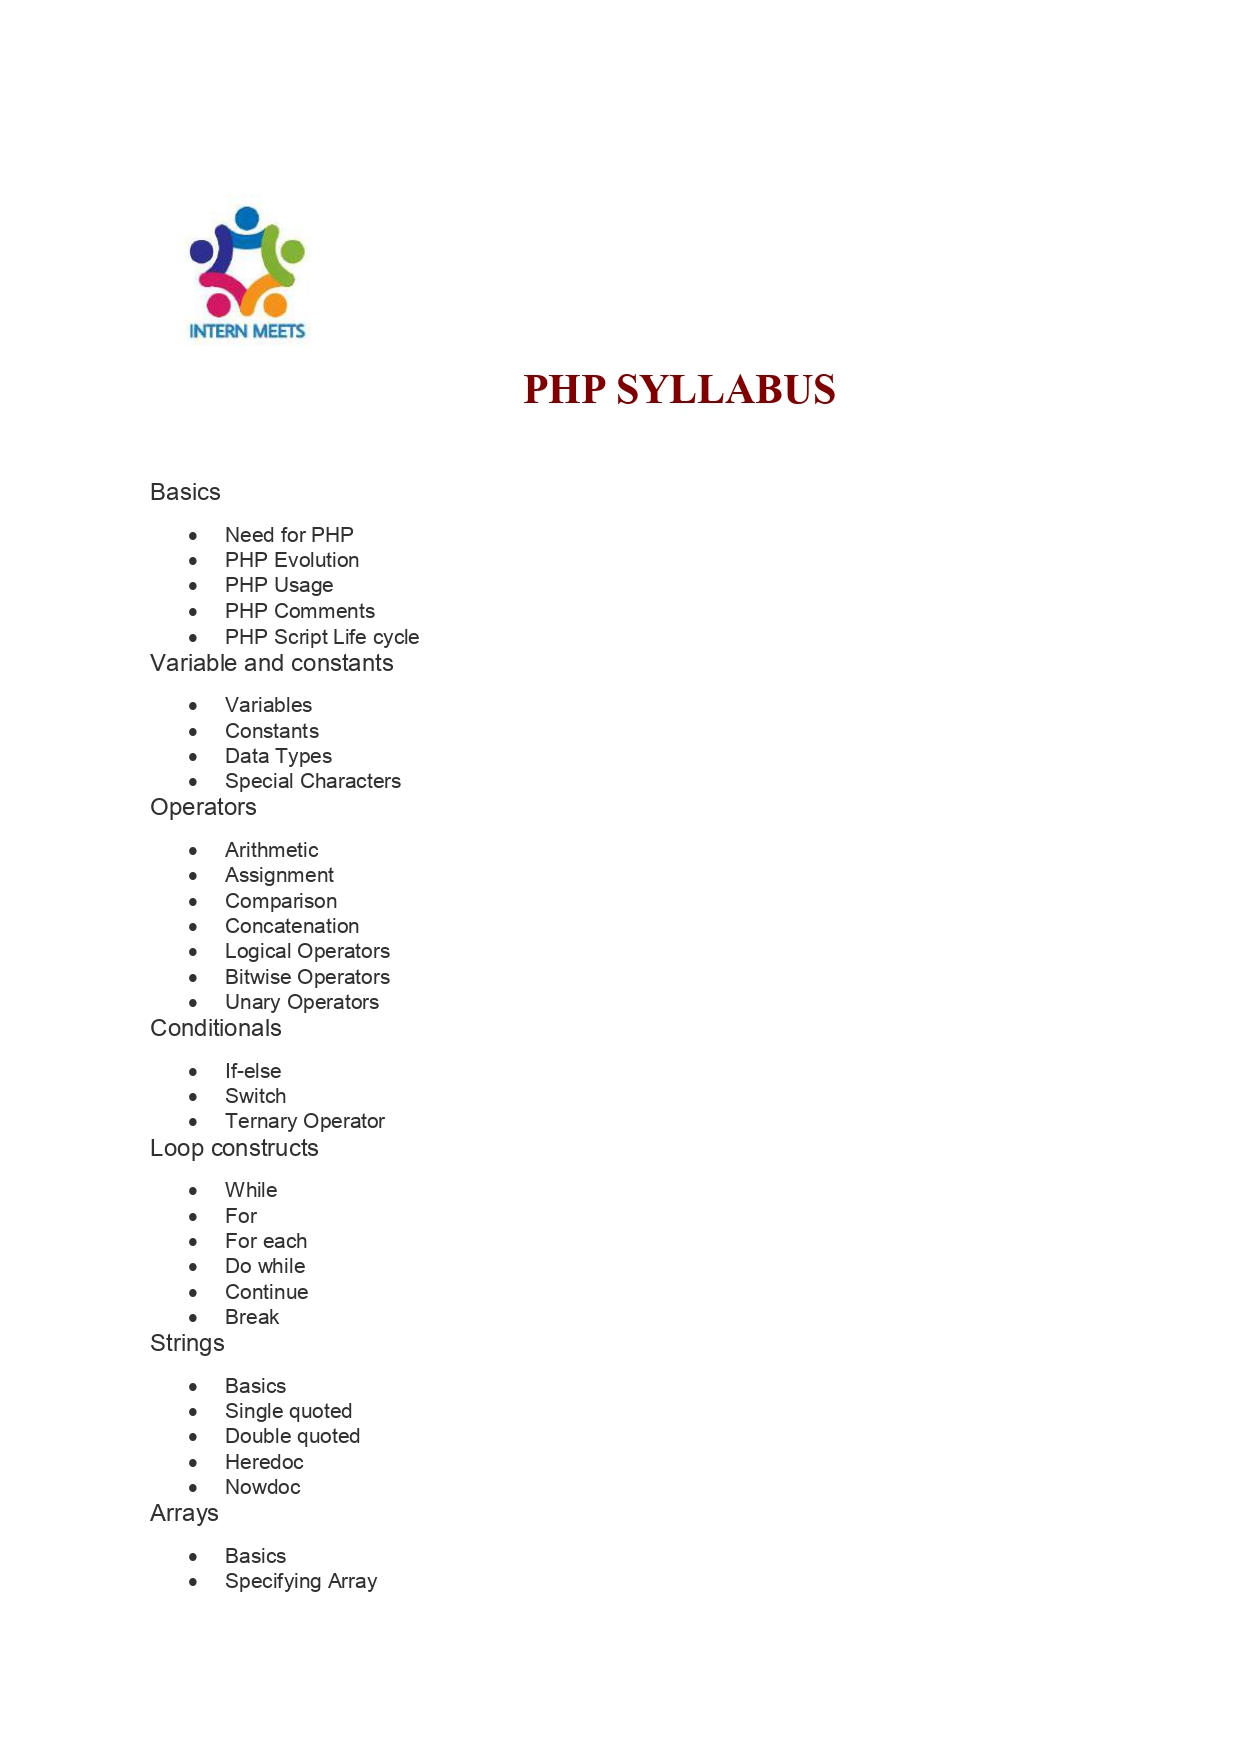 INTERN MEETS
PHP SYLLABUS
Basics
• Need for PHP
• PHP Evolution
• PHP Usage
• PHP Comments
• PHP Script Life cycle
Variable and constants
• Variables
• Constants
• Data Types
• Special Characters
Operators
• Arithmetic
• Assignment
• Comparison
• Concatenation
• Logical Operators
• Bitwise Operators
• Unary Operators
Conditionals
• If-else
• Switch
• Ternary Operator
Loop constructs
• While
• For
• For each
• Do while
• Continue
• Break
Strings
• Basics
• Single quoted
• Double quoted
• Heredoc
• Nowdoc
Arrays
• Basics
• Specifying Array